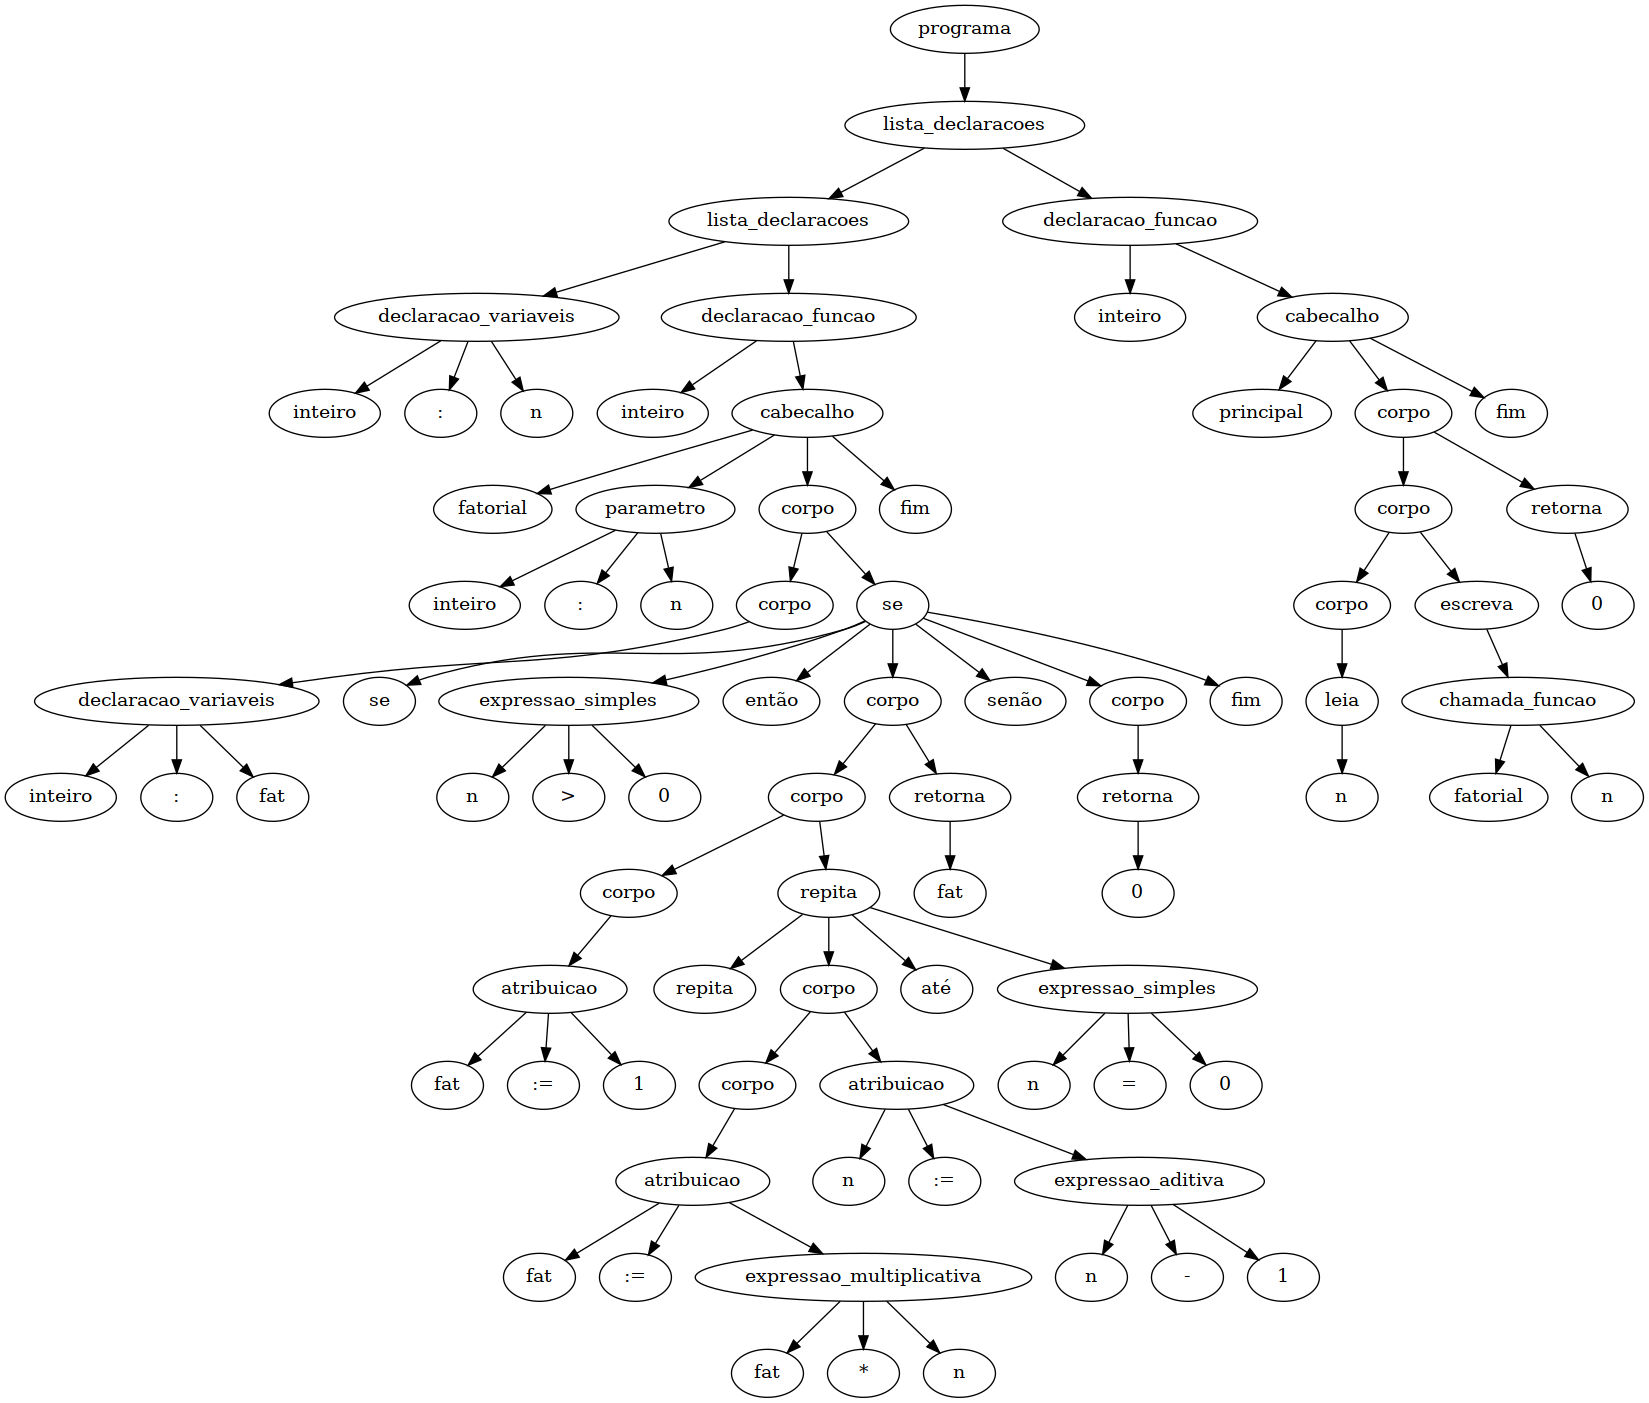 programa
lista_declaracoes
lista_declaracoes declaracao_funcao
declaracao_variaveis declaracao_funcao inteiro cabecalho
inteiro : n inteiro cabecalho principal corpo fim
fatorial parametro corpo fim corpo retorna
inteiro : n corpo se corpo escreva 0
declaracao_variaveis se expressao_simples então corpo senão corpo fim leia chamada_funcao
inteiro : fat n > 0 corpo retorna retorna n fatorial n
corpo repita fat 0
atribuicao repita corpo até expressao_simples
fat := 1 corpo atribuicao n = 0
atribuicao n := expressao_aditiva
fat := expressao_multiplicativa n - 1
fat * n